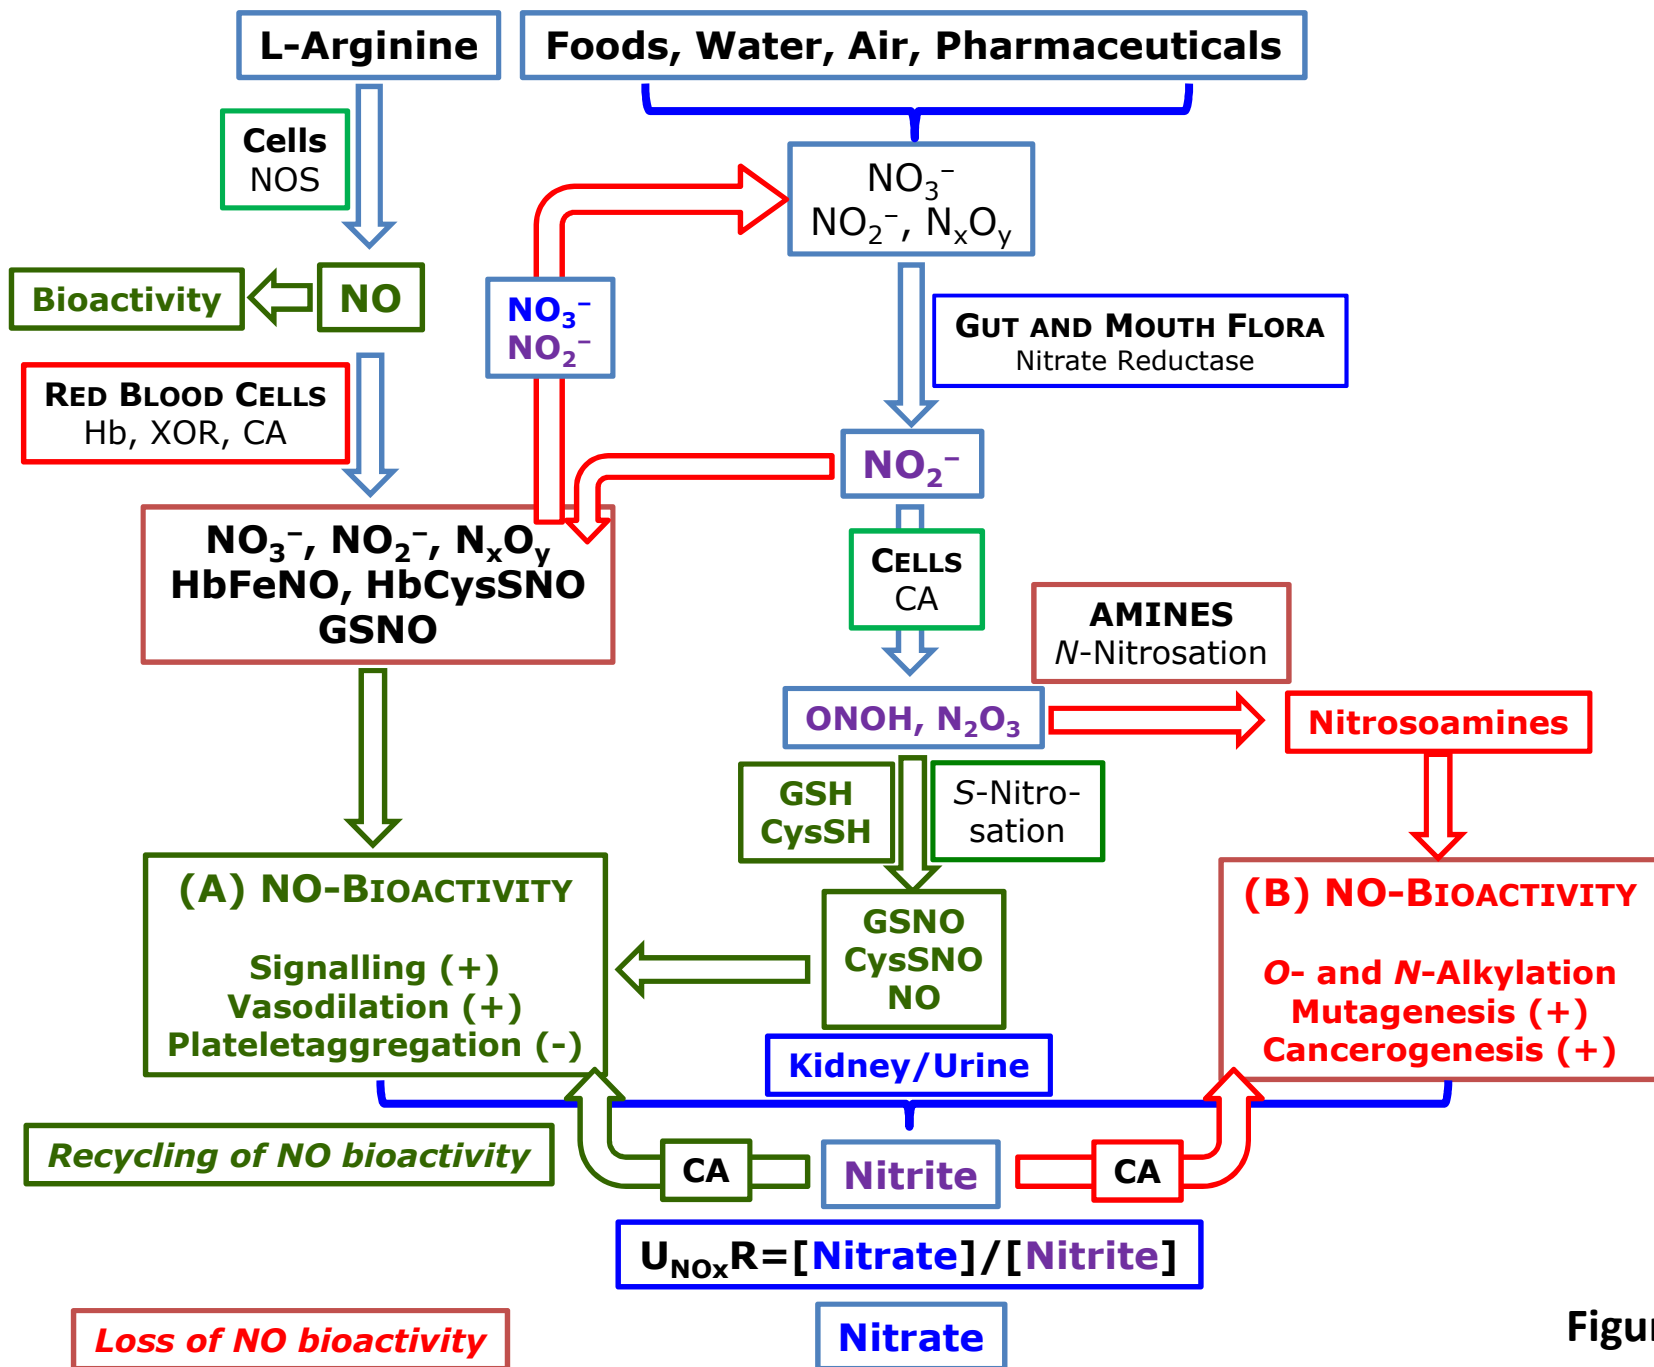 L-Arginine
Foods, Water, Air, Pharmaceuticals
Cells
NOS
NO₃⁻
NO₂⁻, NₓOᵧ
Bioactivity
NO
NO₃⁻
NO₂⁻
GUT AND MOUTH FLORA
Nitrate Reductase
RED BLOOD CELLS
Hb, XOR, CA
NO₂⁻
NO₃⁻, NO₂⁻, NₓOᵧ
HbFeNO, HbCysSNO
GSNO
CELLS
CA
AMINES
N-Nitrosation
ONOH, N₂O₃
Nitrosoamines
GSH
CysSH
S-Nitro-
sation
(A) NO-BIOACTIVITY
Signalling (+)
Vasodilation (+)
Plateletaggregation (-)
GSNO
CysSNO
NO
(B) NO-BIOACTIVITY
O- and N-Alkylation
Mutagenesis (+)
Cancerogenesis (+)
Kidney/Urine
Recycling of NO bioactivity
CA
Nitrite
CA
U_NOx R=[Nitrate]/[Nitrite]
Loss of NO bioactivity
Nitrate